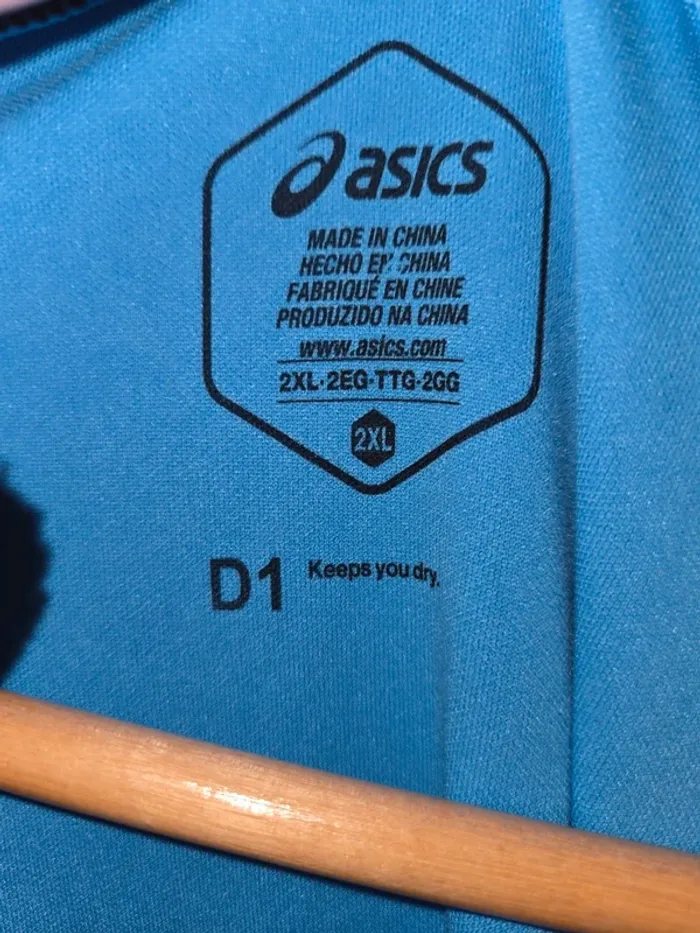 asics
MADE IN CHINA
HECHO EN CHINA
FABRIQUÉ EN CHINE
PRODUZIDO NA CHINA
www.asics.com
2XL·2EG·TTG·2GG
2XL
D1 Keeps you dry.